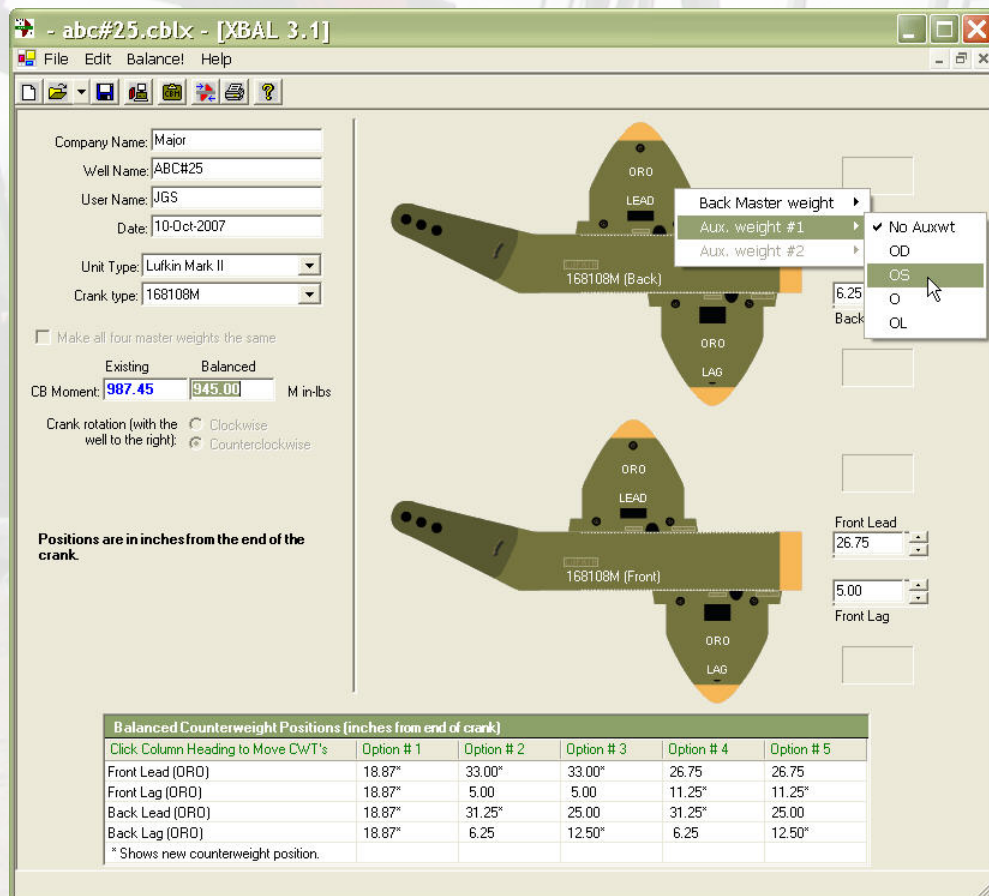 - abc#25.cblx - [XBAL 3.1]
File Edit Balance! Help
CBM
?
Company Name: Major
Well Name: ABC#25
User Name: JGS
Date: 10-Oct-2007
Unit Type: Lufkin Mark II
Crank type: 168108M
Make all four master weights the same
Existing Balanced
CB Moment: 987.45 945.00 M in-lbs
Crank rotation (with the well to the right):
Clockwise
Counterclockwise
Positions are in inches from the end of the
crank.
ORO
LEAD
168108M (Back)
ORO
LAG
Back Master weight
Aux. weight #1
Aux. weight #2
No Auxwt
OD
OS
O
OL
6.25
Back
ORO
LEAD
168108M (Front)
ORO
LAG
Front Lead
26.75
5.00
Front Lag
Balanced Counterweight Positions (inches from end of crank)
Click Column Heading to Move CWT's Option # 1 Option # 2 Option # 3 Option # 4 Option # 5
Front Lead (ORO) 18.87* 33.00* 33.00* 26.75 26.75
Front Lag (ORO) 18.87* 5.00 5.00 11.25* 11.25*
Back Lead (ORO) 18.87* 31.25* 25.00 31.25* 25.00
Back Lag (ORO) 18.87* 6.25 12.50* 6.25 12.50*
* Shows new counterweight position.